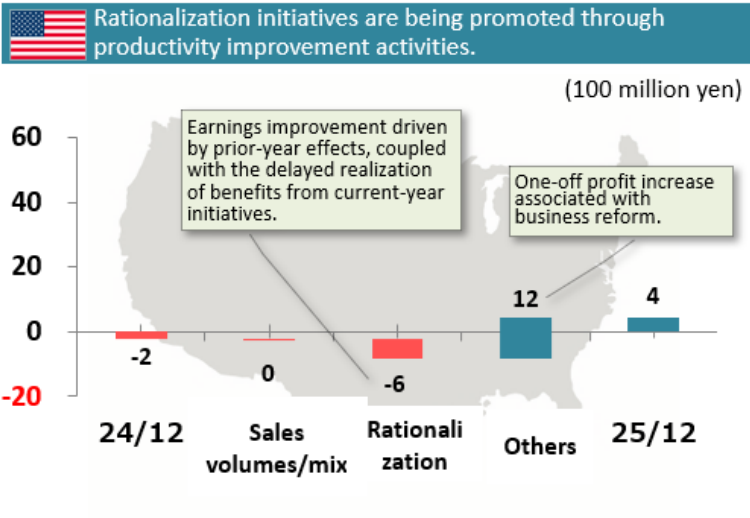 Rationalization initiatives are being promoted through
productivity improvement activities.
(100 million yen)
60
40
20
0
-20
Earnings improvement driven
by prior-year effects, coupled
with the delayed realization
of benefits from current-year
initiatives.
One-off profit increase
associated with
business reform.
-2
0
-6
12
4
24/12
Sales
volumes/mix
Rationali
zation
Others
25/12